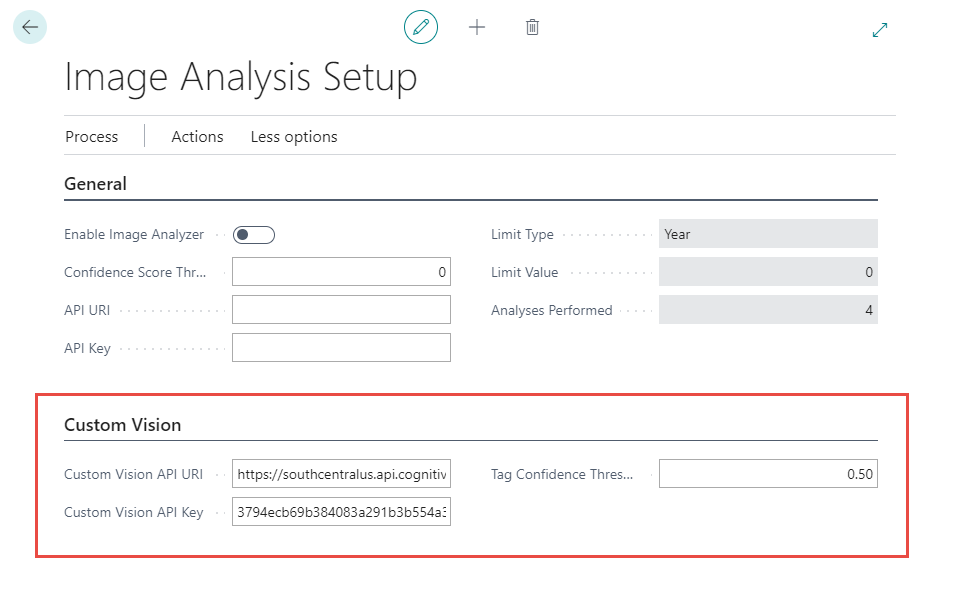 Image Analysis Setup
Process Actions Less options
General
Enable Image Analyzer
Limit Type Year
Confidence Score Thr... 0
Limit Value 0
API URI
Analyses Performed 4
API Key
Custom Vision
Custom Vision API URI https://southcentralus.api.cognitiv
Tag Confidence Thres... 0.50
Custom Vision API Key 3794ecb69b384083a291b3b554a3